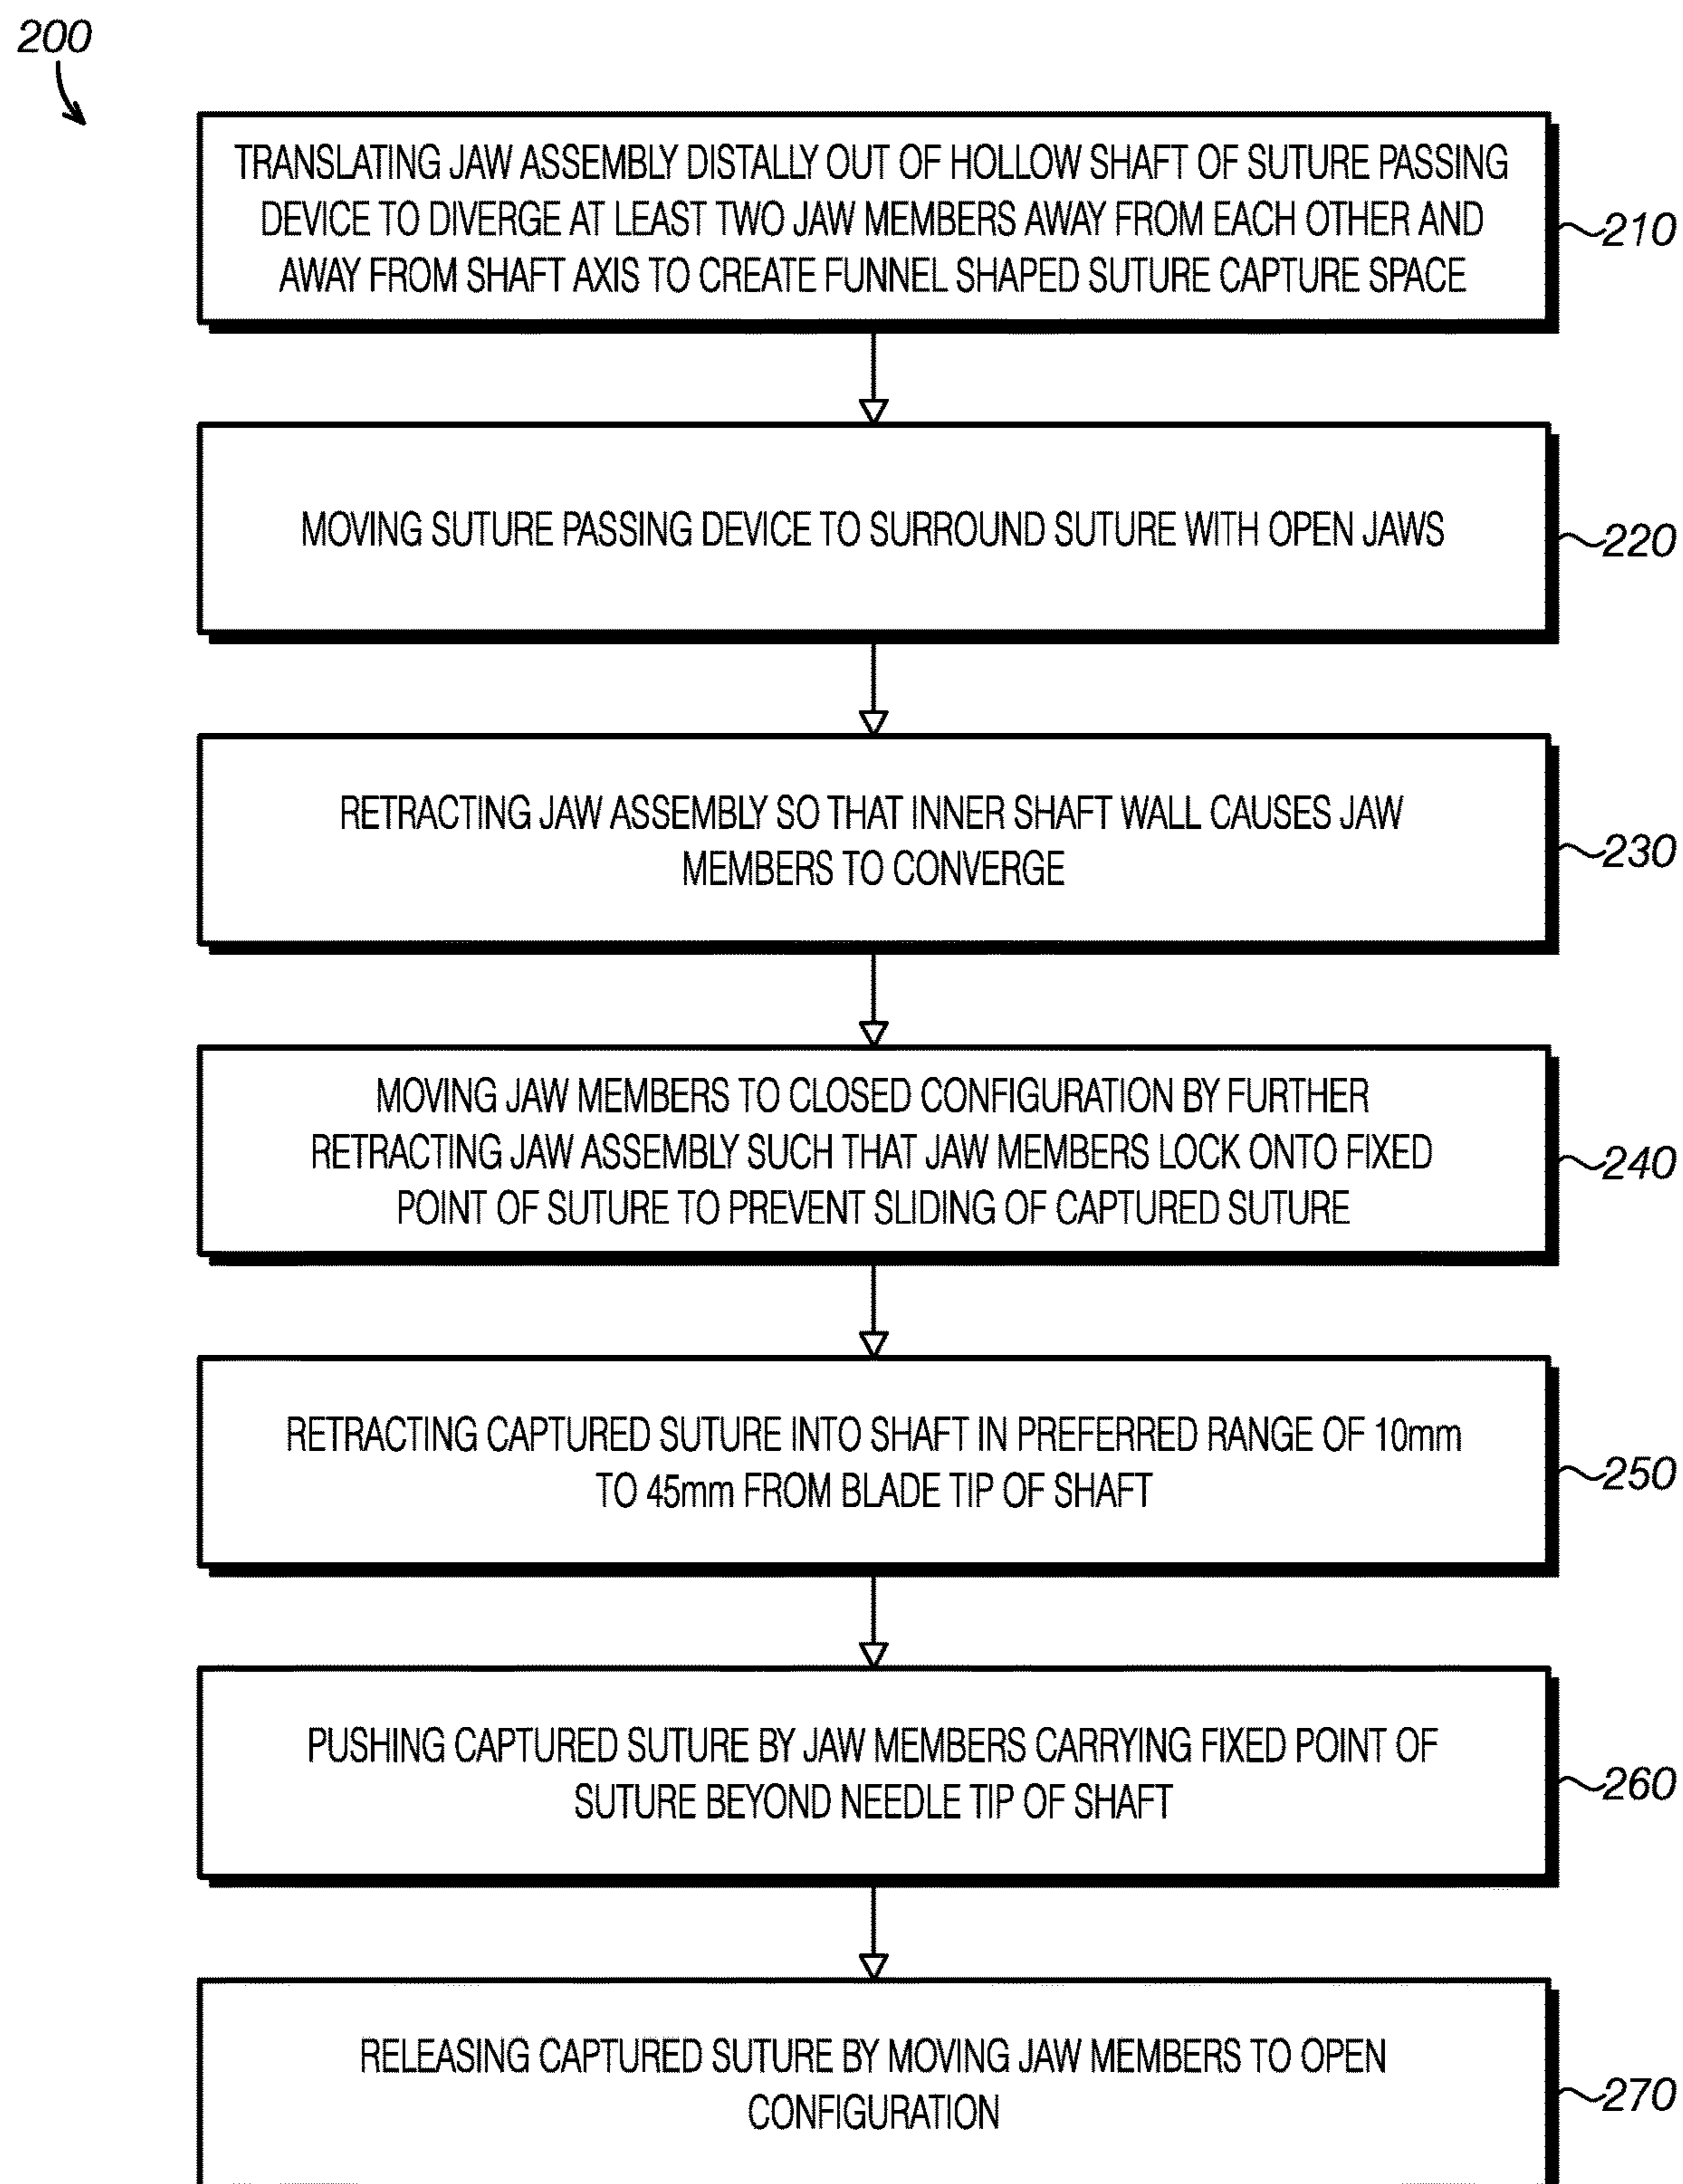 200
TRANSLATING JAW ASSEMBLY DISTALLY OUT OF HOLLOW SHAFT OF SUTURE PASSING
DEVICE TO DIVERGE AT LEAST TWO JAW MEMBERS AWAY FROM EACH OTHER AND
AWAY FROM SHAFT AXIS TO CREATE FUNNEL SHAPED SUTURE CAPTURE SPACE
210
MOVING SUTURE PASSING DEVICE TO SURROUND SUTURE WITH OPEN JAWS
220
RETRACTING JAW ASSEMBLY SO THAT INNER SHAFT WALL CAUSES JAW
MEMBERS TO CONVERGE
230
MOVING JAW MEMBERS TO CLOSED CONFIGURATION BY FURTHER
RETRACTING JAW ASSEMBLY SUCH THAT JAW MEMBERS LOCK ONTO FIXED
POINT OF SUTURE TO PREVENT SLIDING OF CAPTURED SUTURE
240
RETRACTING CAPTURED SUTURE INTO SHAFT IN PREFERRED RANGE OF 10mm
TO 45mm FROM BLADE TIP OF SHAFT
250
PUSHING CAPTURED SUTURE BY JAW MEMBERS CARRYING FIXED POINT OF
SUTURE BEYOND NEEDLE TIP OF SHAFT
260
RELEASING CAPTURED SUTURE BY MOVING JAW MEMBERS TO OPEN
CONFIGURATION
270